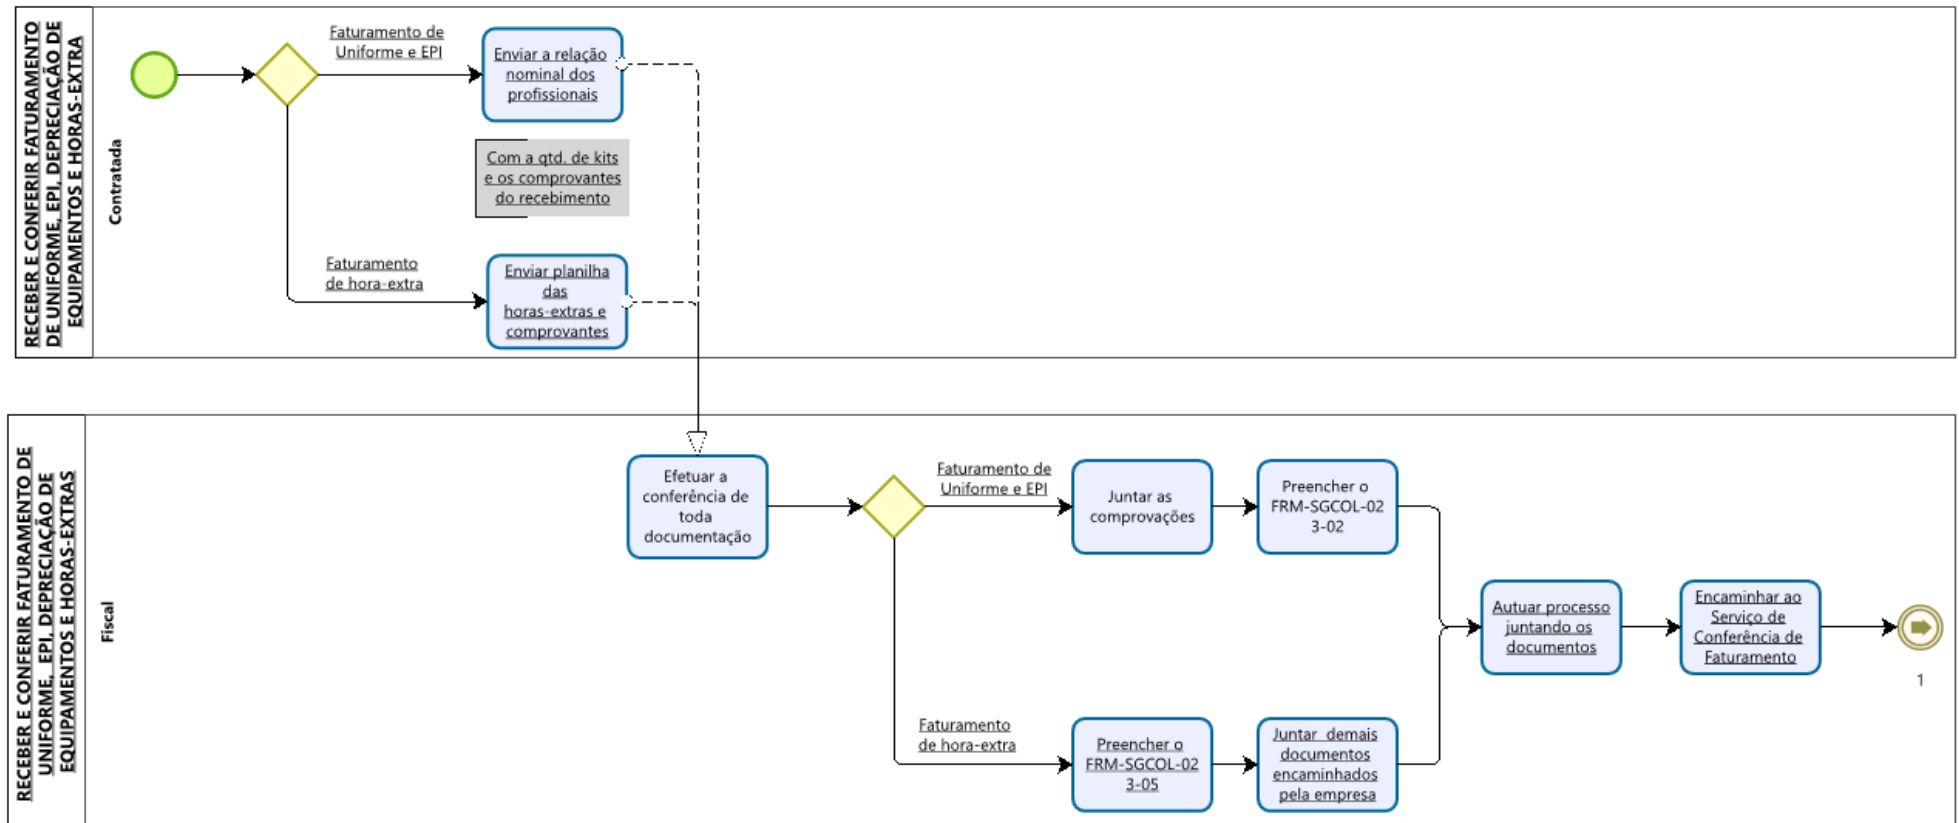 RECEBER E CONFERIR FATURAMENTO
DE UNIFORME, EPI, DEPRECIAÇÃO DE
EQUIPAMENTOS E HORAS-EXTRA
Contratada
Faturamento de
Uniforme e EPI
Enviar a relação
nominal dos
profissionais
Com a qtd. de kits
e os comprovantes
do recebimento
Faturamento
de hora-extra
Enviar planilha
das
horas-extras e
comprovantes
RECEBER E CONFERIR FATURAMENTO DE
UNIFORME, EPI, DEPRECIAÇÃO DE
EQUIPAMENTOS E HORAS-EXTRAS
Fiscal
Efetuar a
conferência de
toda
documentação
Faturamento de
Uniforme e EPI
Juntar as
comprovações
Preencher o
FRM-SGCOL-02
3-02
Faturamento
de hora-extra
Preencher o
FRM-SGCOL-02
3-05
Juntar demais
documentos
encaminhados
pela empresa
Autuar processo
juntando os
documentos
Encaminhar ao
Serviço de
Conferência de
Faturamento
1